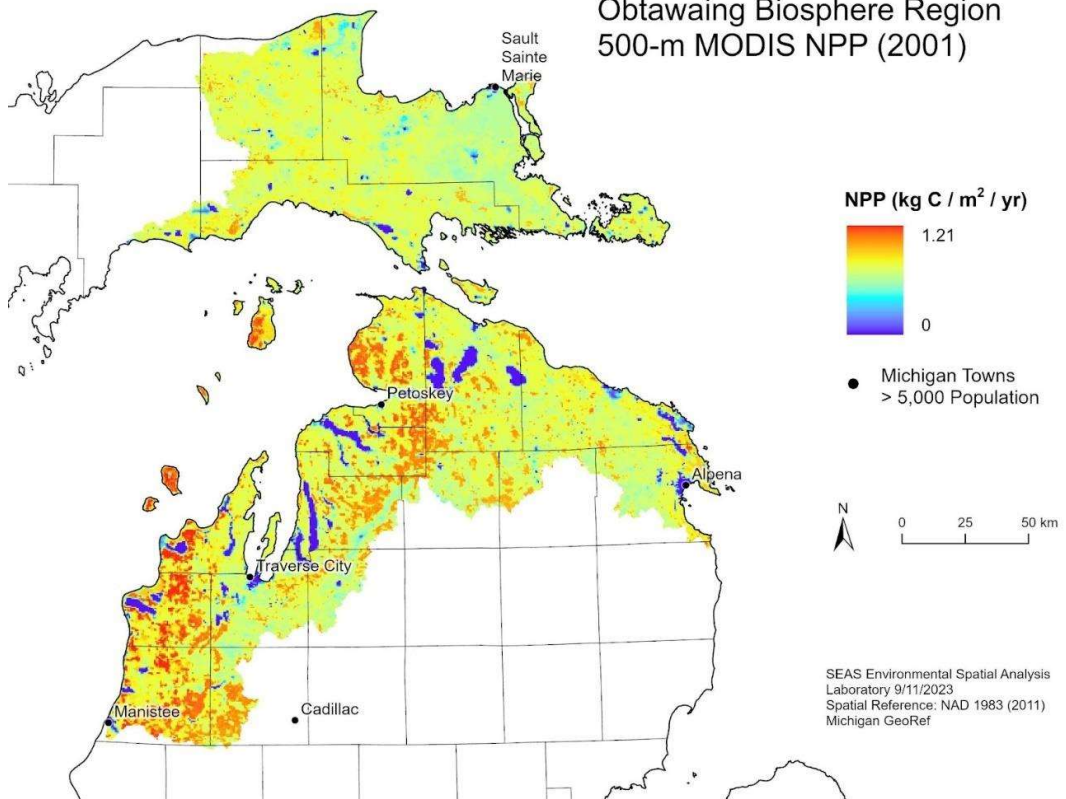 Obtawaing Biosphere Region
500-m MODIS NPP (2001)
Sault
Sainte
Marie
NPP (kg C / m² / yr)
1.21
0
Michigan Towns
> 5,000 Population
Petoskey
Alpena
N
0 25 50 km
Traverse City
Manistee
Cadillac
SEAS Environmental Spatial Analysis
Laboratory 9/11/2023
Spatial Reference: NAD 1983 (2011)
Michigan GeoRef